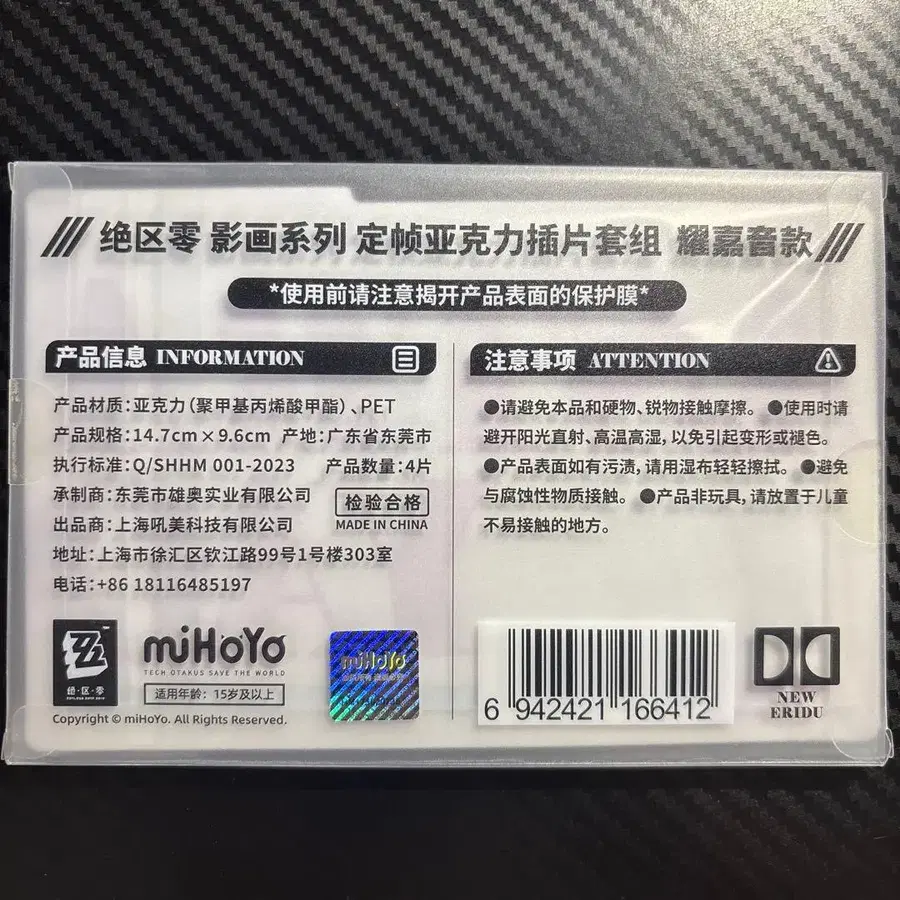 绝区零 影画系列 定帧亚克力插片套组 耀嘉音款
*使用前请注意揭开产品表面的保护膜*
产品信息 INFORMATION
产品材质：亚克力（聚甲基丙烯酸甲酯）、PET
产品规格：14.7cm×9.6cm 产地：广东省东莞市
执行标准：Q/SHHM 001-2023 产品数量：4片
承制商：东莞市雄奥实业有限公司
检验合格
出品商：上海吼美科技有限公司
MADE IN CHINA
地址：上海市徐汇区钦江路99号1号楼303室
电话：+86 18116485197
绝·区·零
miHoYo
TECH OTAKUS SAVE THE WORLD
适用年龄：15岁及以上
Copyright © miHoYo. All Rights Reserved.
miHoYo
注意事项 ATTENTION
●请避免本品和硬物、锐物接触摩擦。 ●使用时请
避开阳光直射、高温高湿，以免引起变形或褪色。
●产品表面如有污渍，请用湿布轻轻擦拭。 ●避免
与腐蚀性物质接触。 ●产品非玩具，请放置于儿童
不易接触的地方。
6 942421 166412
NEW
ERIDU